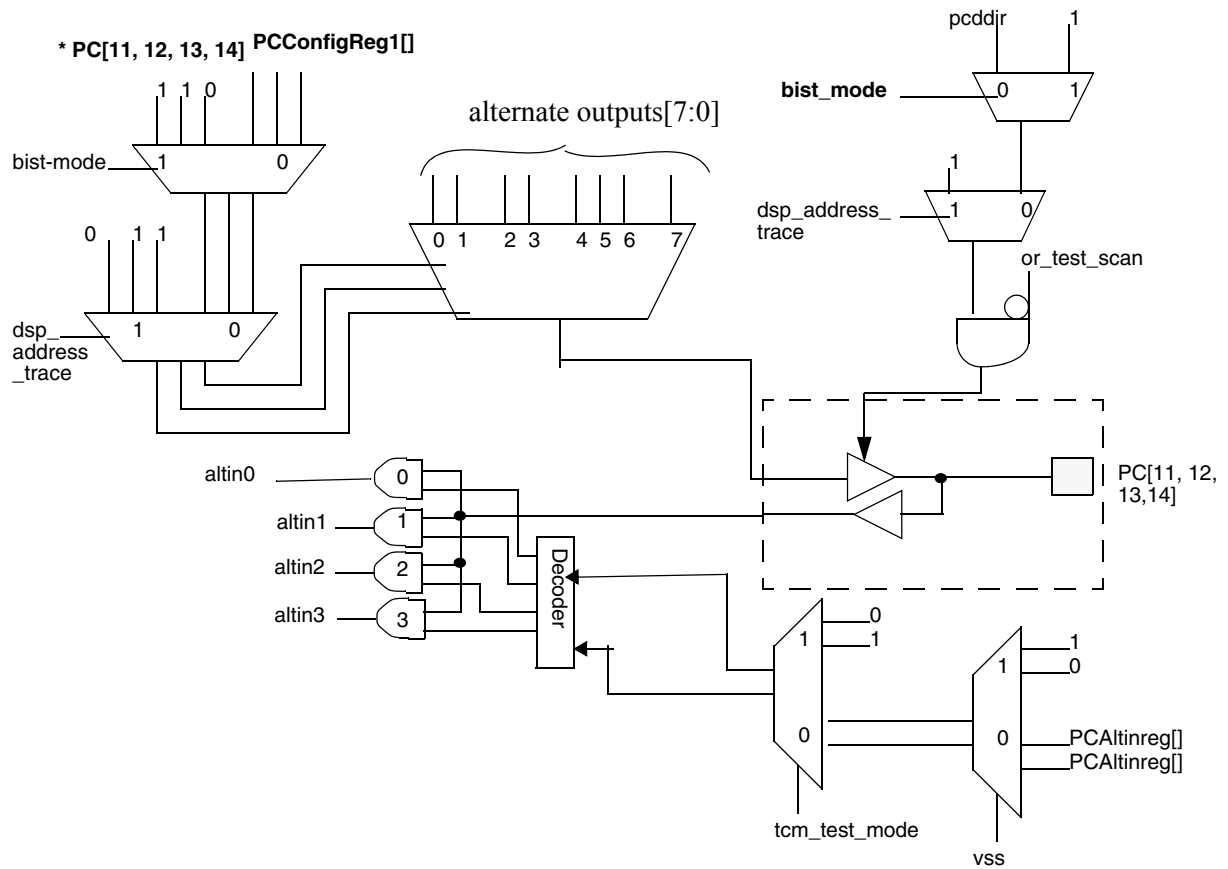 pcddir 1
* PC[11, 12, 13, 14] PCConfigReg1[]
1 1 0
bist_mode 0 1
alternate outputs[7:0]
bist-mode 1 0
1
dsp_address_
trace
1 0
0 1 1
0 1 2 3 4 5 6 7
or_test_scan
dsp_
address
_trace
1 0
altin0 0
PC[11, 12,
13,14]
altin1 1
altin2 2
altin3 3
Decoder
0
1 1
1
1 0
0
0 PCAltinreg[]
PCAltinreg[]
tcm_test_mode
vss